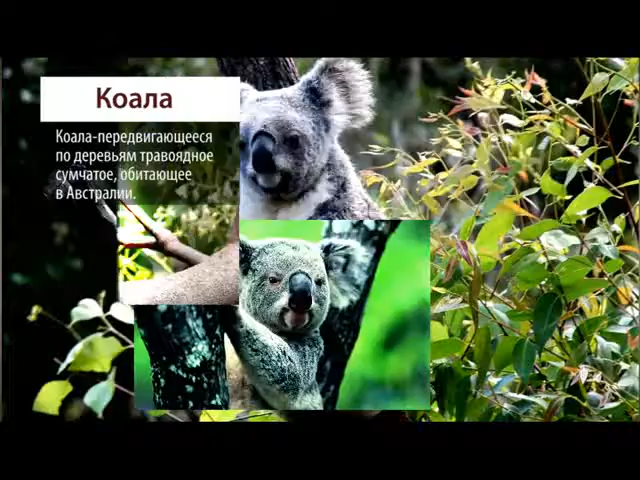 Коала
Коала-передвигающееся
по деревьям травоядное
сумчатое, обитающее
в Австралии.